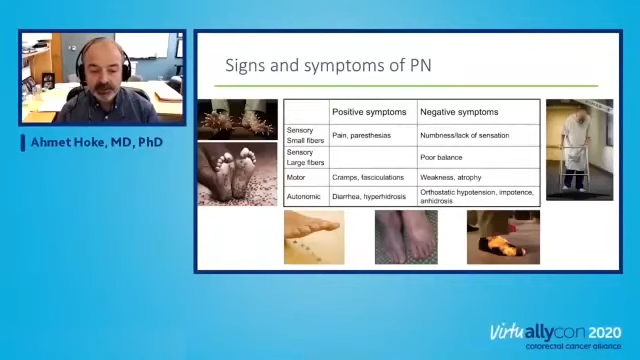 Signs and symptoms of PN
Positive symptoms Negative symptoms
Sensory
Small fibers
Pain, paresthesias Numbness/lack of sensation
Sensory
Large fibers
Poor balance
Motor Cramps, fasciculations Weakness, atrophy
Autonomic Diarrhea, hyperhidrosis Orthostatic hypotension, impotence,
anhidrosis
Ahmet Hoke, MD, PhD
Virtuallycon 2020
colorectal cancer alliance